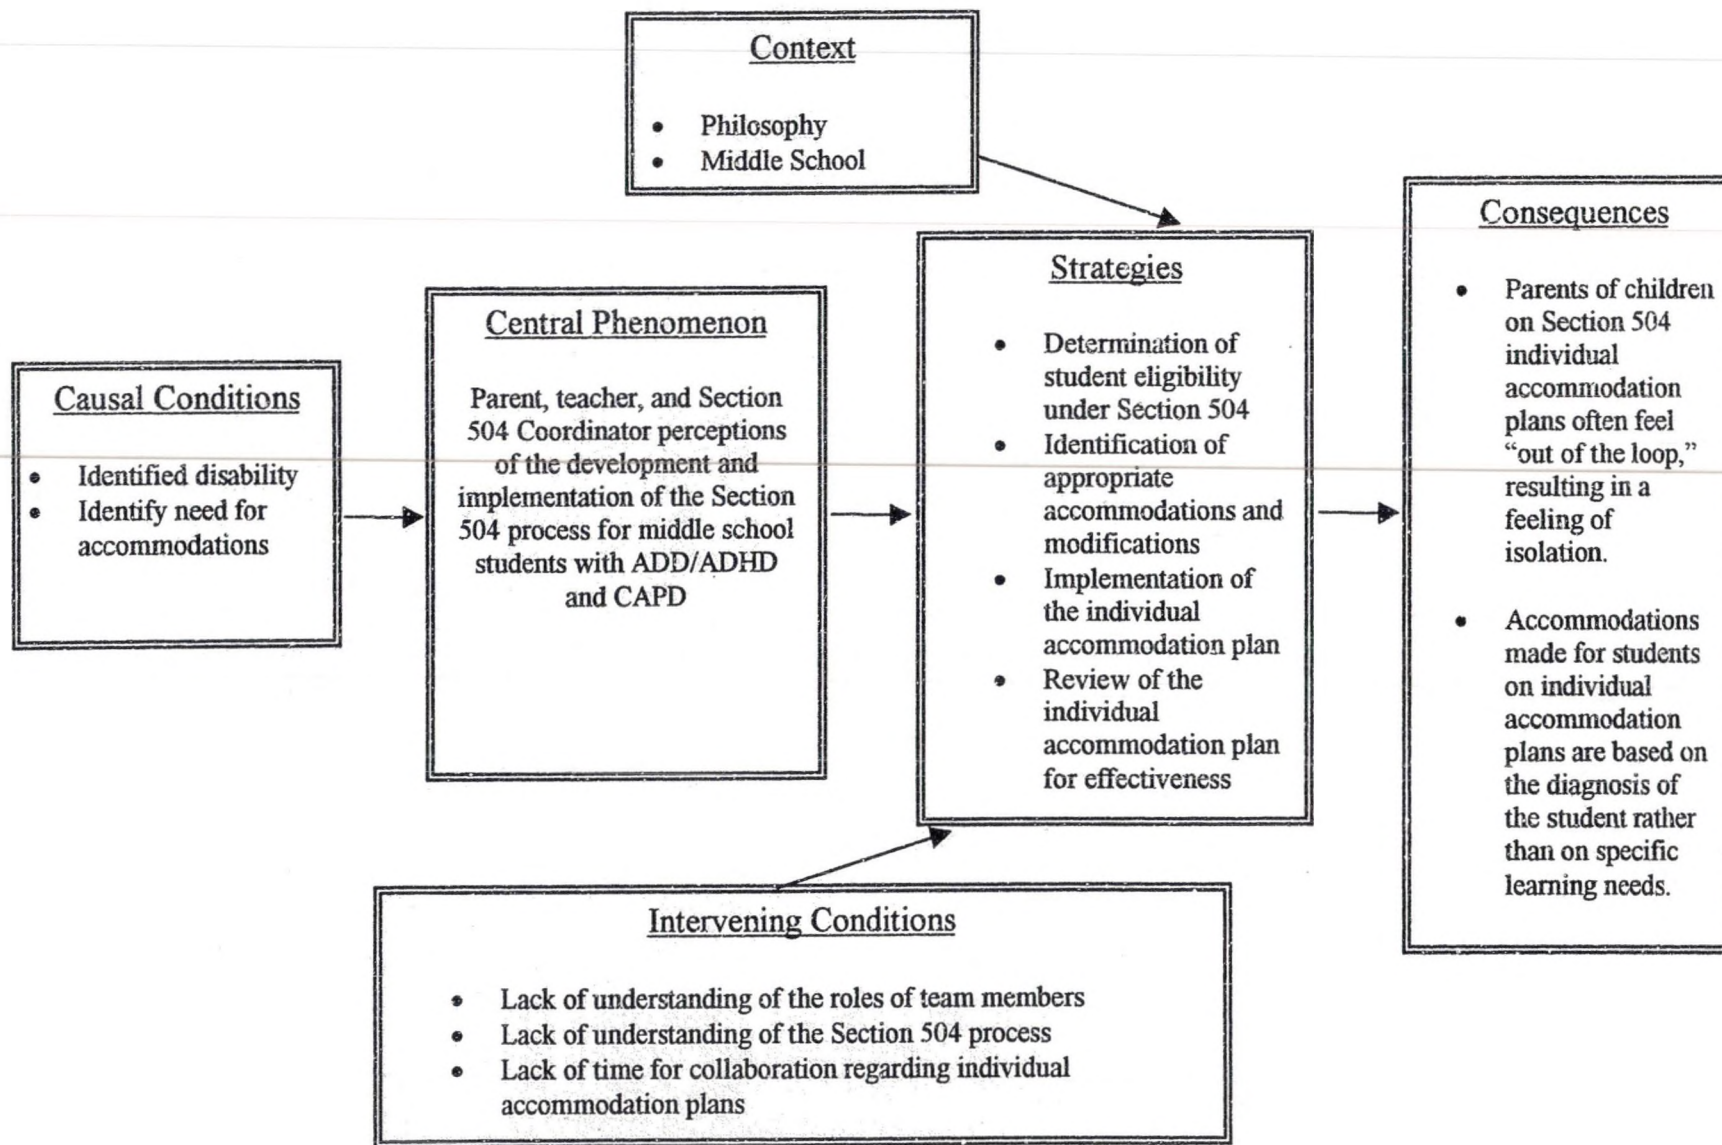 Context
• Philosophy
• Middle School
Causal Conditions
• Identified disability
• Identify need for
accommodations
Central Phenomenon
Parent, teacher, and Section
504 Coordinator perceptions
of the development and
implementation of the Section
504 process for middle school
students with ADD/ADHD
and CAPD
Strategies
• Determination of
student eligibility
under Section 504
• Identification of
appropriate
accommodations and
modifications
• Implementation of
the individual
accommodation plan
• Review of the
individual
accommodation plan
for effectiveness
Consequences
• Parents of children
on Section 504
individual
accommodation
plans often feel
“out of the loop,”
resulting in a
feeling of
isolation.
• Accommodations
made for students
on individual
accommodation
plans are based on
the diagnosis of
the student rather
than on specific
learning needs.
Intervening Conditions
• Lack of understanding of the roles of team members
• Lack of understanding of the Section 504 process
• Lack of time for collaboration regarding individual
accommodation plans